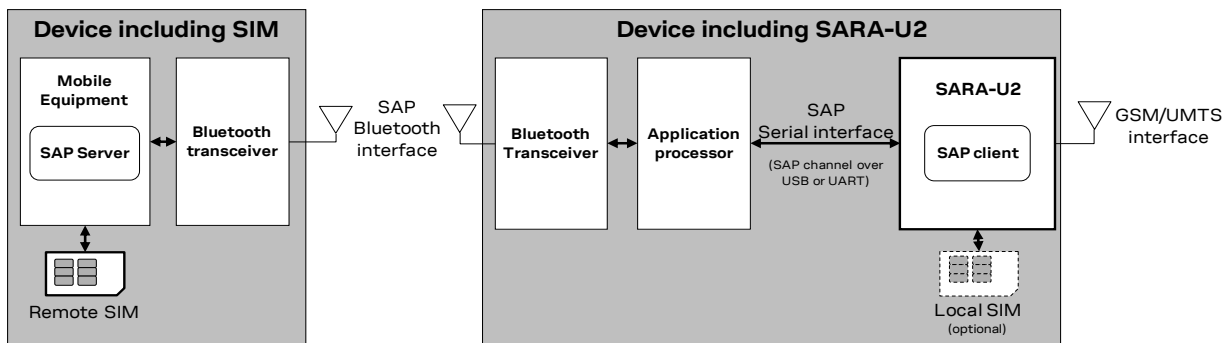 Device including SIM
Mobile
Equipment
SAP Server
Bluetooth
transceiver
Remote SIM
SAP
Bluetooth
interface
Device including SARA-U2
Bluetooth
Transceiver
Application
processor
SAP
Serial interface
(SAP channel over
USB or UART)
SARA-U2
SAP client
Local SIM
(optional)
GSM/UMTS
interface